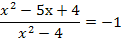 (x² − 5x + 4)/(x² − 4) = −1